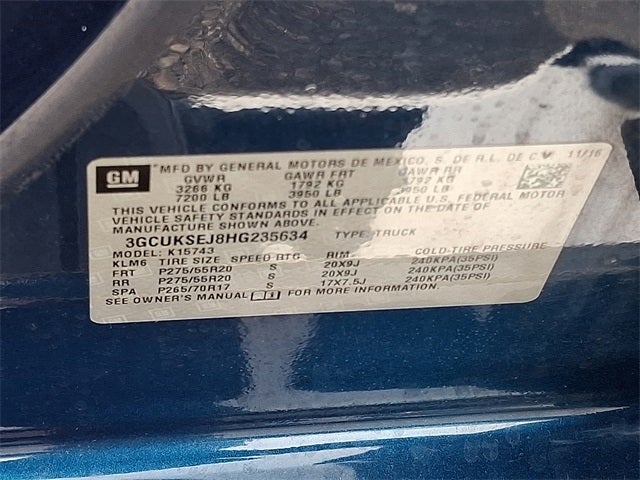 GM
MFD BY GENERAL MOTORS DE MEXICO, S. DE R.L. DE C V 11/16
GVWR GAWR FRT GAWR RR
3266 KG 1792 KG 1792 KG
7200 LB 3950 LB 3950 LB
THIS VEHICLE CONFORMS TO ALL APPLICABLE U.S. FEDERAL MOTOR
VEHICLE SAFETY STANDARDS IN EFFECT ON THE DATE OF
MANUFACTURE SHOWN ABOVE.
3GCUKSEJ8HG235634 TYPE: TRUCK
MODEL: K15743
KLM6 TIRE SIZE SPEED RTG RIM COLD TIRE PRESSURE
FRT P275/55R20 S 20X9J 240KPA(35PSI)
RR P275/55R20 S 20X9J 240KPA(35PSI)
SPA P265/70R17 S 17X7.5J 240KPA(35PSI)
SEE OWNER'S MANUAL FOR MORE INFORMATION.